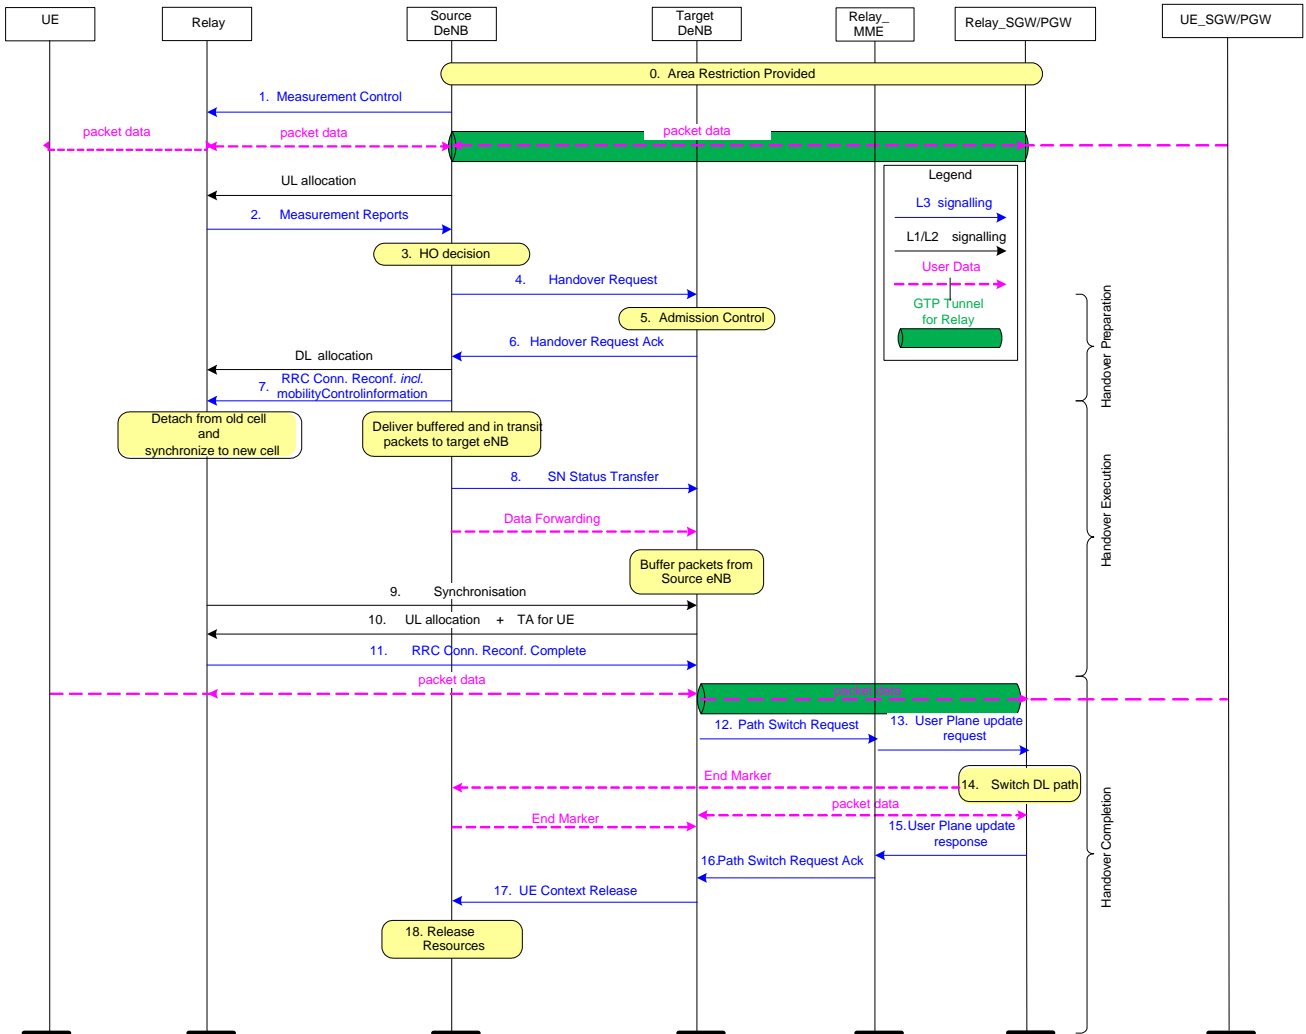 UE
Relay
Source
DeNB
Target
DeNB
Relay_
MME
Relay_SGW/PGW
UE_SGW/PGW
0. Area Restriction Provided
1. Measurement Control
packet data
packet data
packet data
Legend
L3 signalling
L1/L2 signalling
User Data
GTP Tunnel
for Relay
UL allocation
2. Measurement Reports
3. HO decision
4. Handover Request
5. Admission Control
6. Handover Request Ack
DL allocation
7. RRC Conn. Reconf. incl.
mobilityControlinformation
Handover Preparation
Detach from old cell
and
synchronize to new cell
Deliver buffered and in transit
packets to target eNB
8. SN Status Transfer
Data Forwarding
Buffer packets from
Source eNB
9. Synchronisation
10. UL allocation + TA for UE
11. RRC Conn. Reconf. Complete
Handover Execution
packet data
packet data
12. Path Switch Request
13. User Plane update
request
14. Switch DL path
End Marker
packet data
End Marker
15.User Plane update
response
16.Path Switch Request Ack
17. UE Context Release
18. Release
Resources
Handover Completion